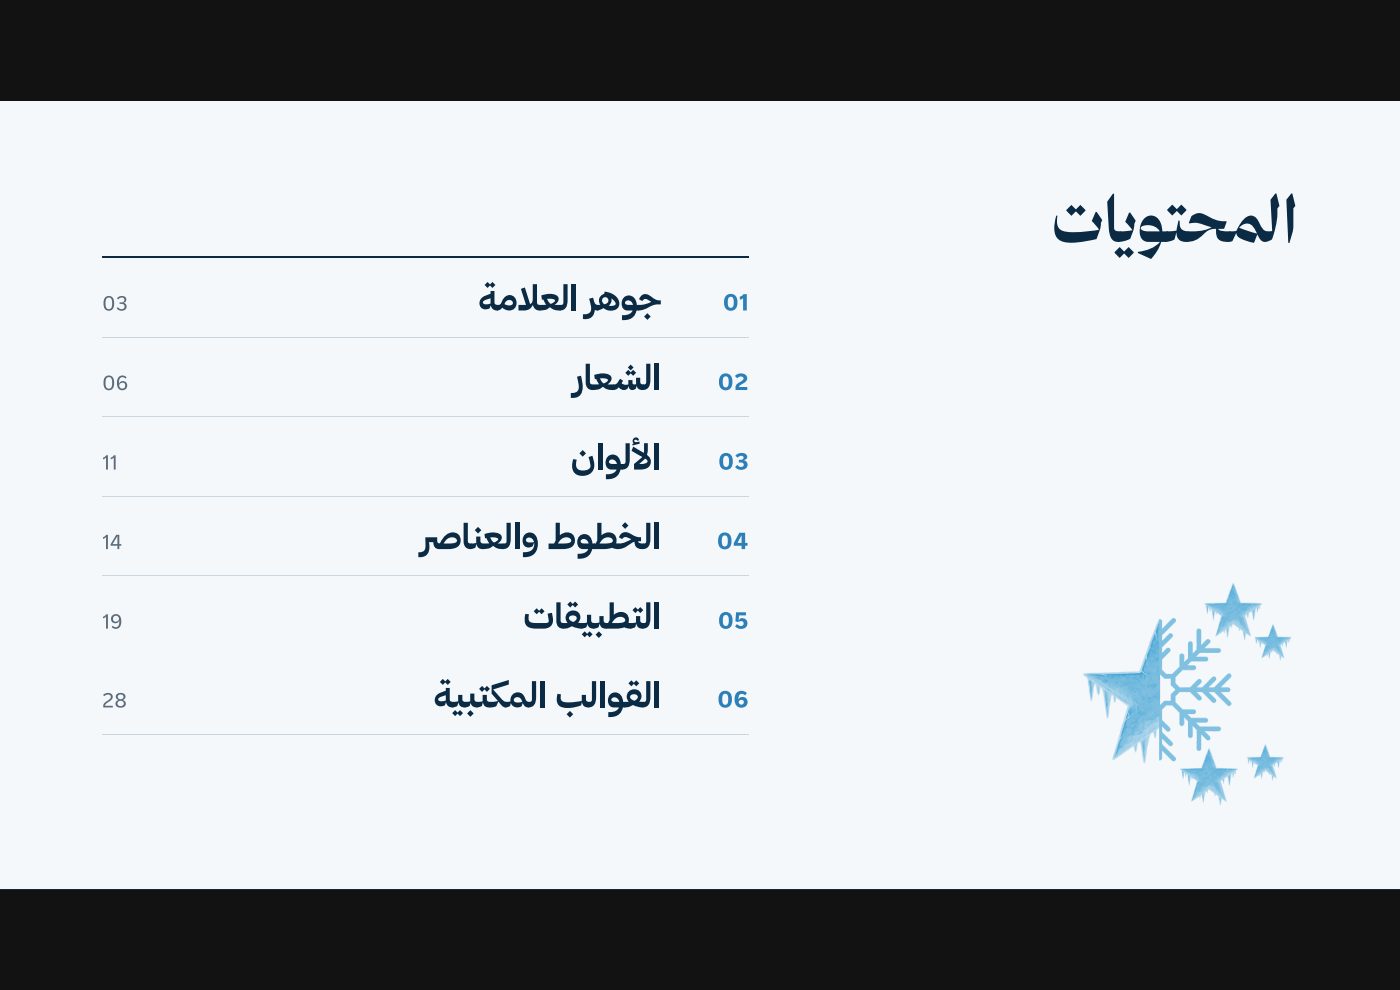 المحتويات
01 جوهر العلامة 03
02 الشعار 06
03 الألوان 11
04 الخطوط والعناصر 14
05 التطبيقات 19
06 القوالب المكتبية 28